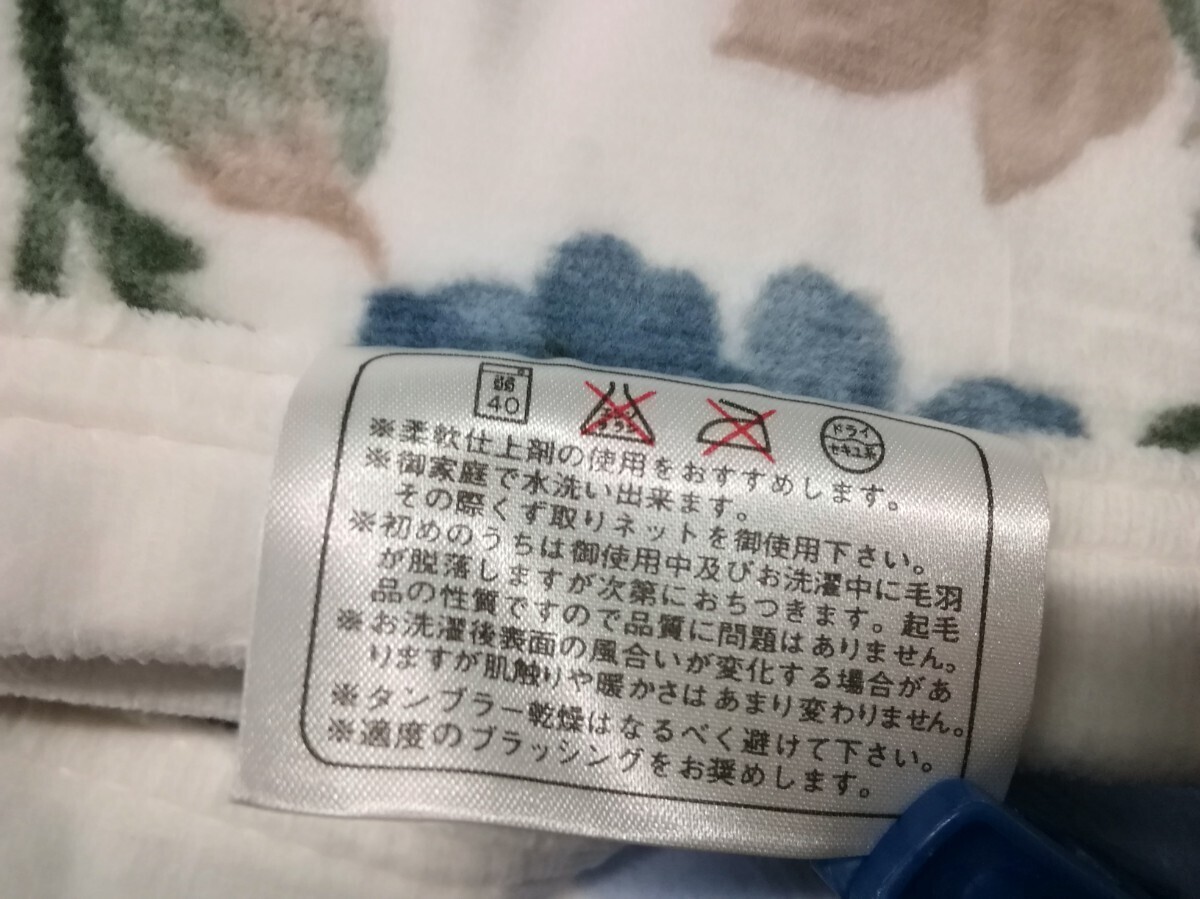 弱
40
エンソ
サラシ
ドライ
セキユ系
※柔軟仕上剤の使用をおすすめします。
※御家庭で水洗い出来ます。
その際くず取りネットを御使用下さい。
※初めのうちは御使用中及びお洗濯中に毛羽
が脱落しますが次第におちつきます。起毛
品の性質ですので品質に問題はありません。
※お洗濯後表面の風合いが変化する場合があ
りますが肌触りや暖かさはあまり変わりません。
※タンブラー乾燥はなるべく避けて下さい。
※適度のブラッシングをお奨めします。